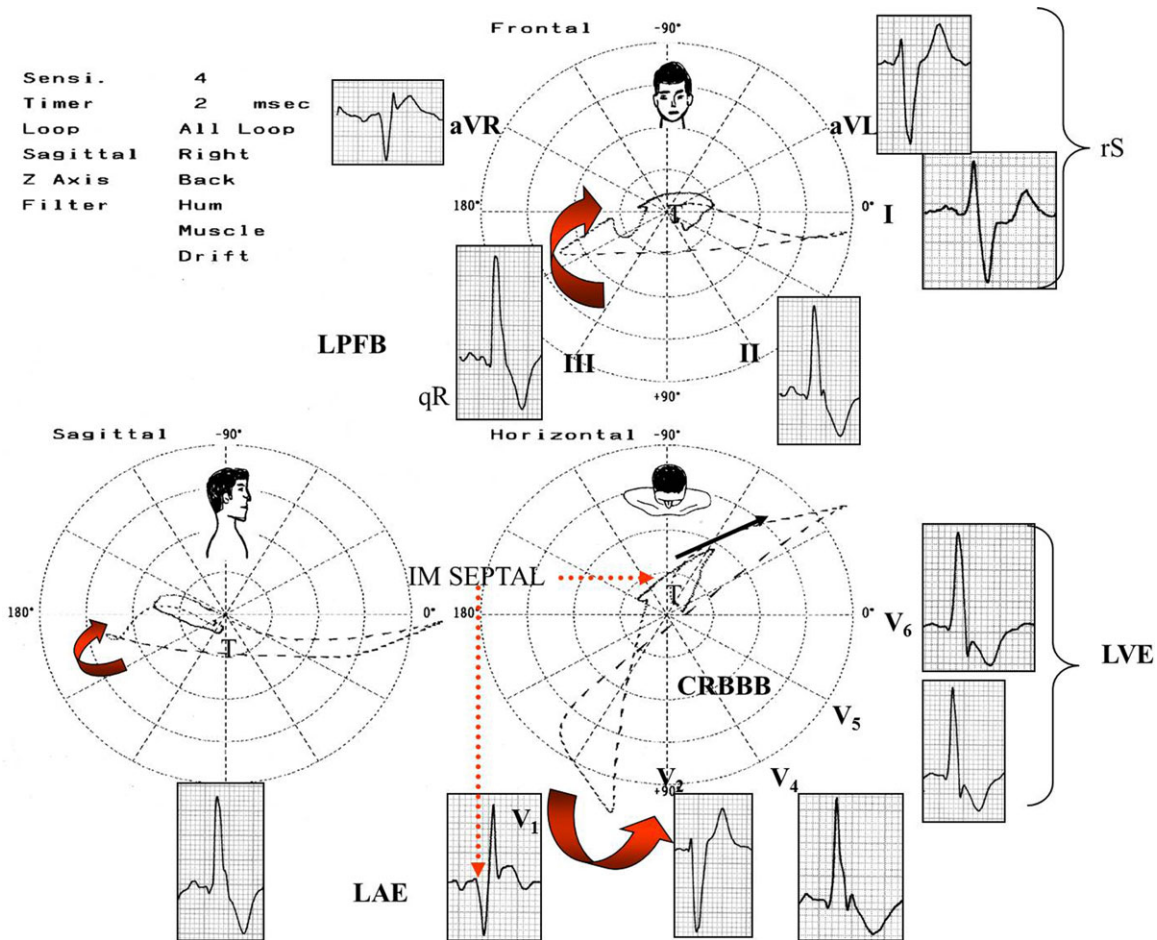 Frontal
-90°
Sensi. 4
Timer 2 msec
Loop All Loop
Sagittal Right
Z Axis Back
Filter Hum
Muscle
Drift
aVR
aVL
rS
180°
T
0°
I
LPFB
III
II
qR
+90°
Sagittal
-90°
Horizontal
-90°
IM SEPTAL
180°
0°
T
180
T
0°
V6
LVE
CRBBB
V5
V2
V4
+90
V1
LAE